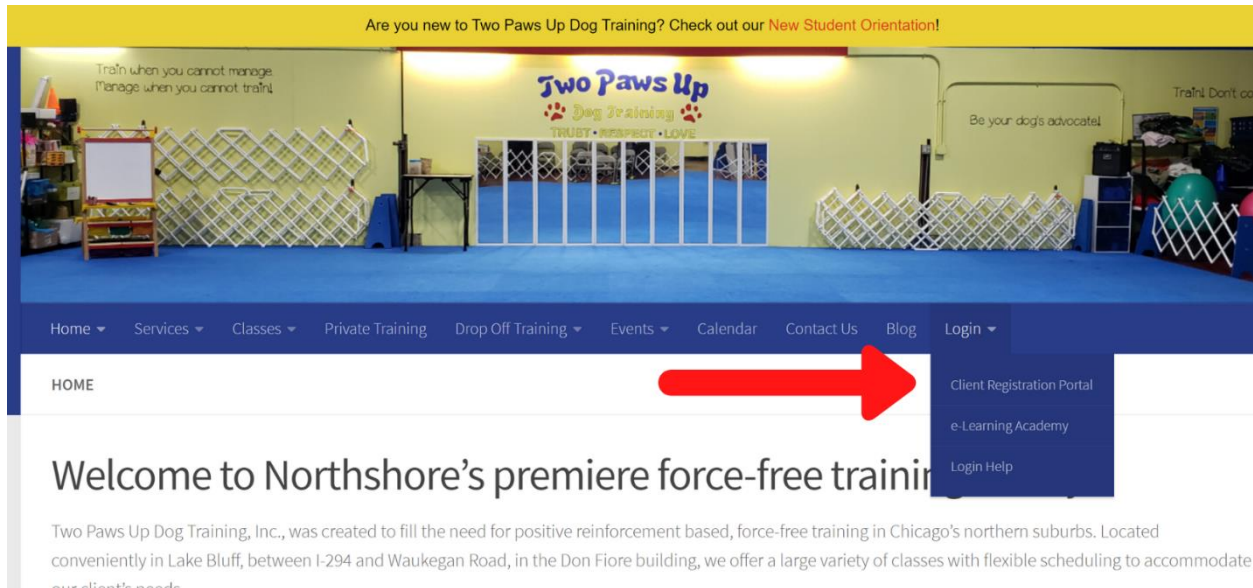 Are you new to Two Paws Up Dog Training? Check out our New Student Orientation!
Train when you cannot manage.
Manage when you cannot train!
Two Paws Up
Dog Training
TRUST • RESPECT • LOVE
Be your dog's advocate!
Train! Don't
Home Services Classes Private Training Drop Off Training Events Calendar Contact Us Blog Login
HOME
Client Registration Portal
e-Learning Academy
Login Help
Welcome to Northshore's premiere force-free
Two Paws Up Dog Training, Inc., was created to fill the need for positive reinforcement based, force-free training in Chicago's northern suburbs. Located
conveniently in Lake Bluff, between I-294 and Waukegan Road, in the Don Fiore building, we offer a large variety of classes with flexible scheduling to accommodate
our client's needs